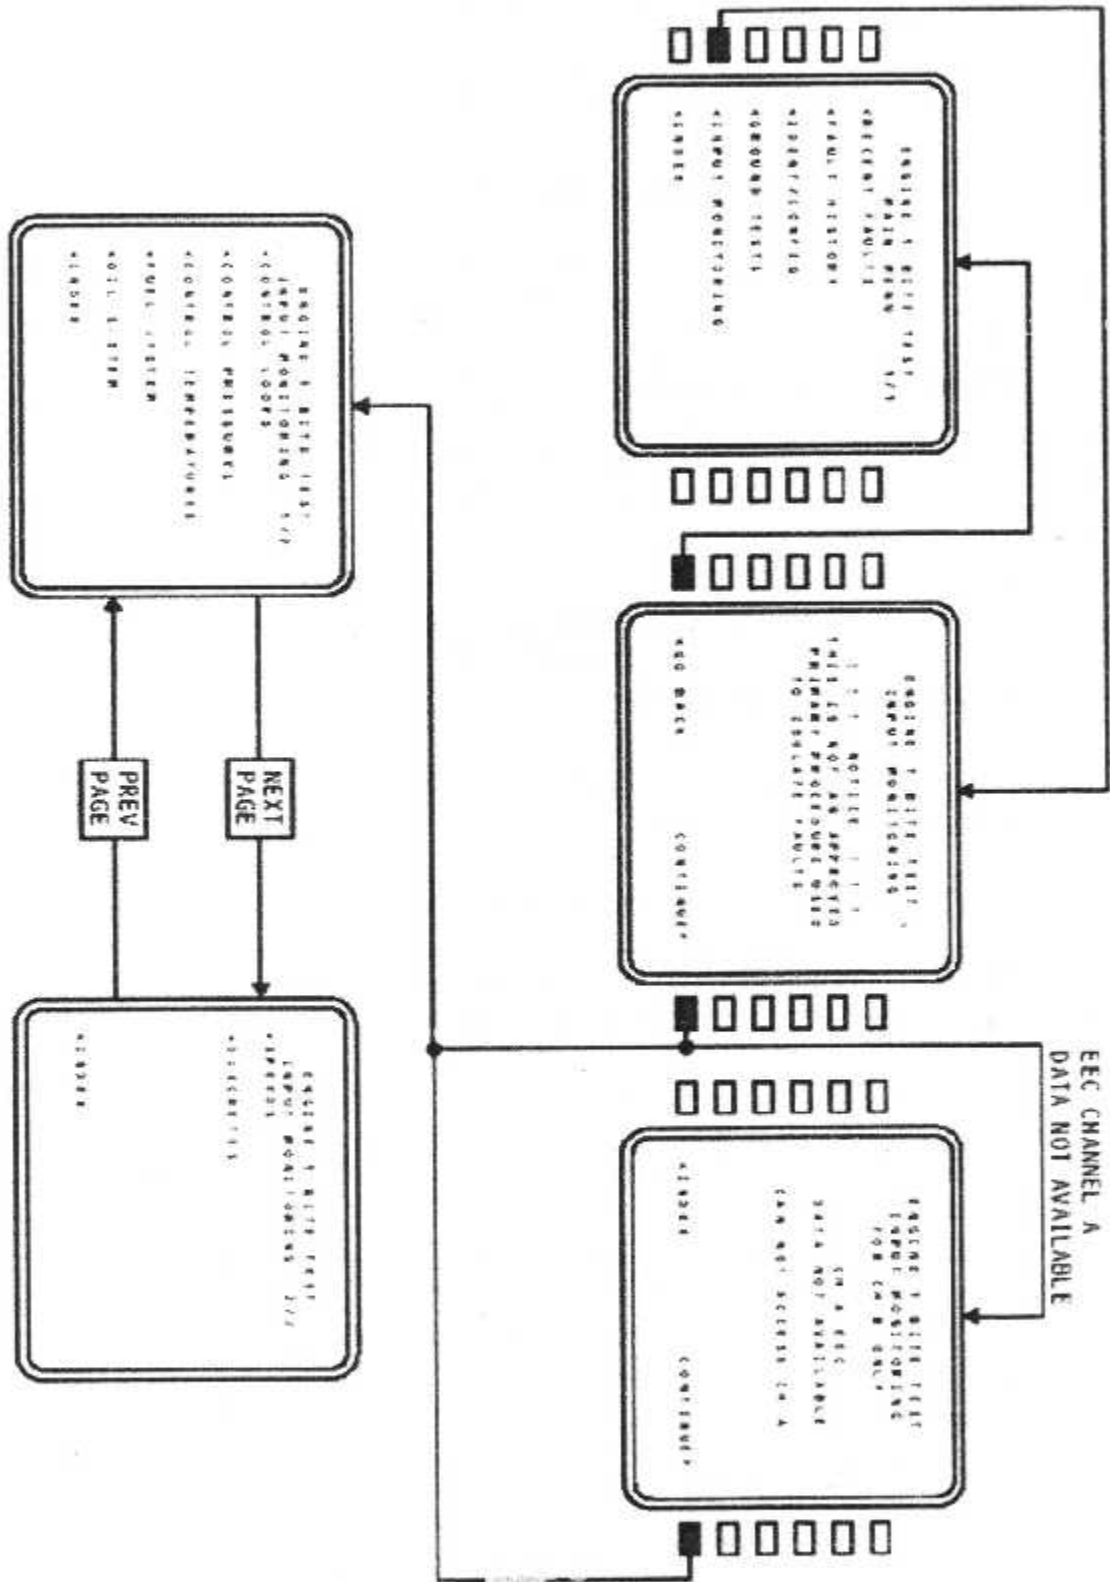 ENGINE 1 BITE TEST
MAIN MENU 1/1
<RECENT FAULTS
<FAULT HISTORY
<IDENT/CONFIG
<GROUND TESTS
<INPUT MONITORING
<INDEX
ENGINE 1 BITE TEST
INPUT MONITORING
! ! ! NOTICE ! ! !
THIS IS NOT AN APPROVED
PRIMARY PROCEDURE USED
TO ISOLATE FAULTS
<GO BACK CONTINUE>
EEC CHANNEL A
DATA NOT AVAILABLE
ENGINE 1 BITE TEST
INPUT MONITORING
FOR CH B ONLY
CH A EEC
DATA NOT AVAILABLE
CAN NOT ACCESS CH A
<INDEX CONTINUE>
ENGINE 1 BITE TEST
INPUT MONITORING 1/2
<CONTROL LOOPS
<CONTROL PRESSURES
<CONTROL TEMPERATURES
<FUEL SYSTEM
<OIL SYSTEM
<INDEX
NEXT
PAGE
PREV
PAGE
ENGINE 1 BITE TEST
INPUT MONITORING 2/2
<SPEEDS
<DISCRETES
<INDEX